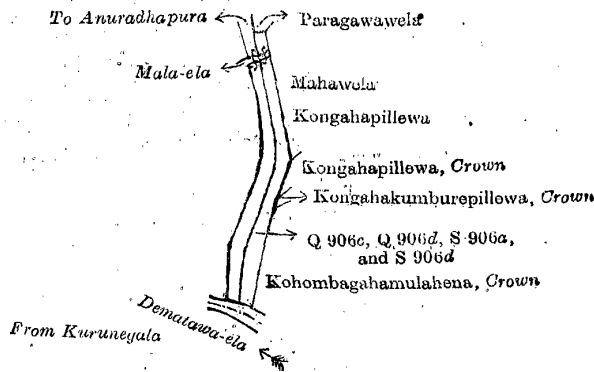 To Anuradhapura
Paragawawela
Mala-ela
Mahawela
Kongahapillewa
Kongahapillewa, Crown
Kongahakumburepillewa, Crown
Q 906c, Q 906d, S 906a,
and S 906d
Kohombagahamulahena, Crown
Dematawa-ela
From Kurunegala